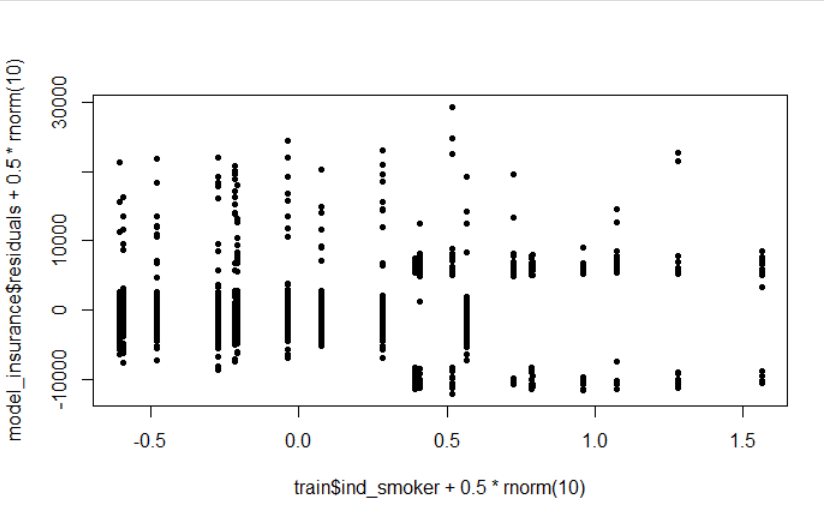 model_insurance$residuals + 0.5 * rnorm(10)
30000
10000
0
-10000
-0.5 0.0 0.5 1.0 1.5
train$ind_smoker + 0.5 * rnorm(10)